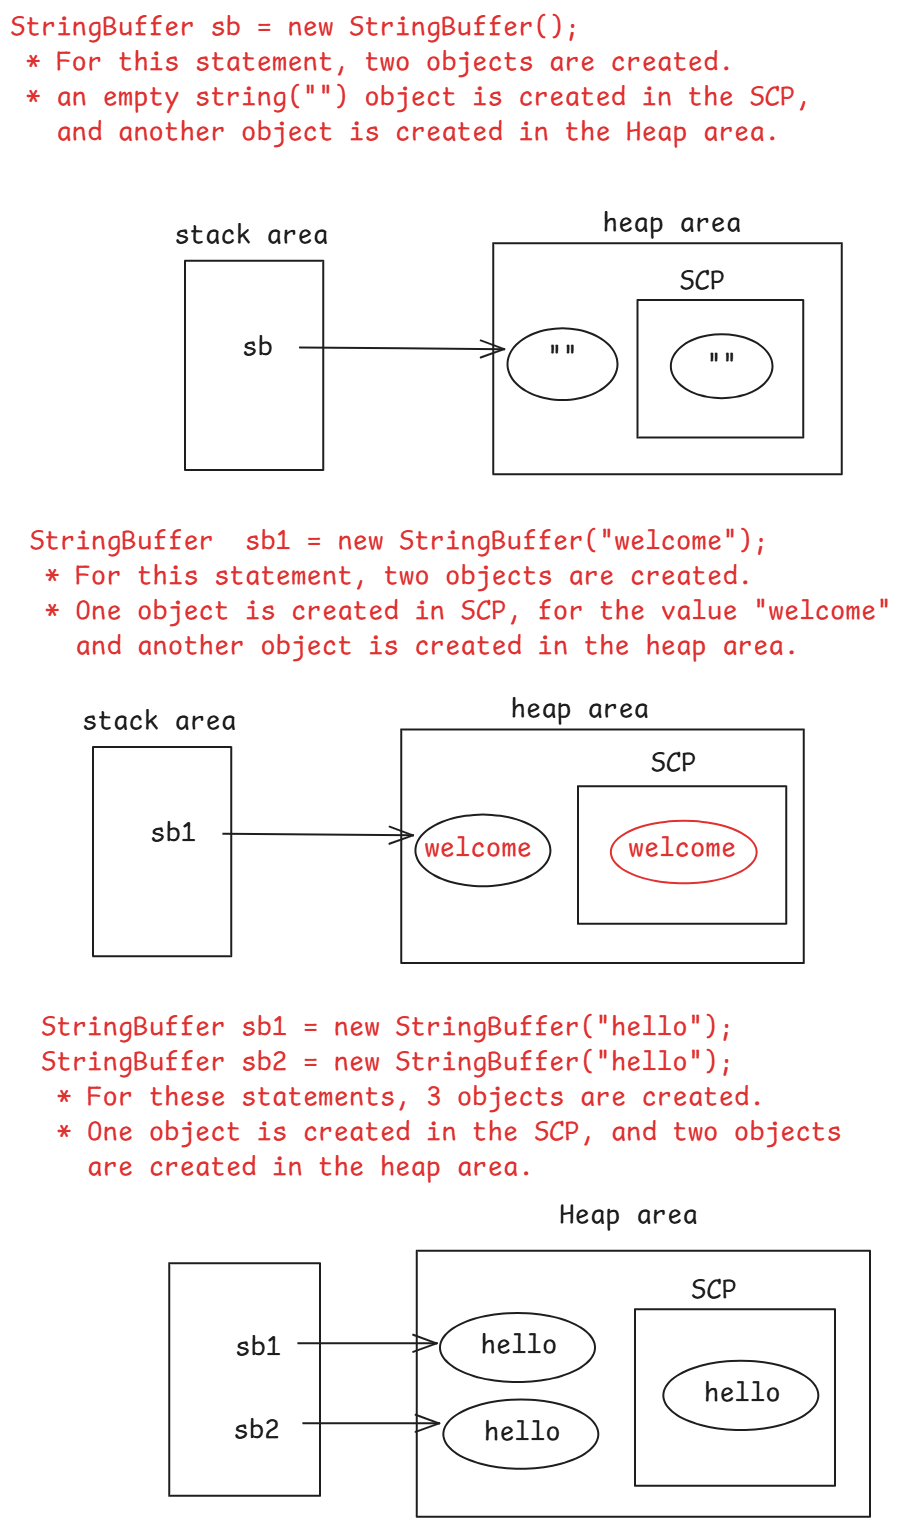 StringBuffer sb = new StringBuffer();
* For this statement, two objects are created.
* an empty string("") object is created in the SCP,
and another object is created in the Heap area.
stack area
heap area
SCP
sb
""
""
StringBuffer  sb1 = new StringBuffer("welcome");
* For this statement, two objects are created.
* One object is created in SCP, for the value "welcome"
and another object is created in the heap area.
stack area
heap area
SCP
sb1
welcome
welcome
StringBuffer sb1 = new StringBuffer("hello");
StringBuffer sb2 = new StringBuffer("hello");
* For these statements, 3 objects are created.
* One object is created in the SCP, and two objects
are created in the heap area.
Heap area
SCP
sb1
hello
hello
sb2
hello